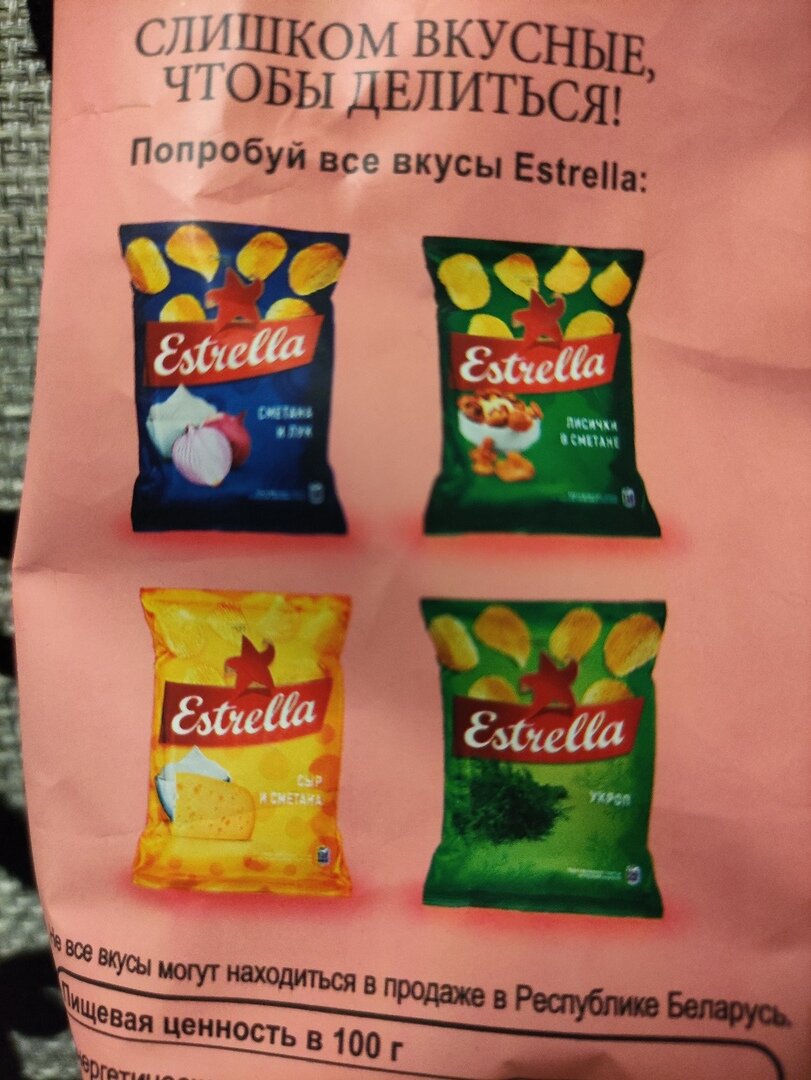 СЛИШКОМ ВКУСНЫЕ,
ЧТОБЫ ДЕЛИТЬСЯ!
Попробуй все вкусы Estrella:
Estrella
СМЕТАНА
И ЛУК
Estrella
ЛИСИЧКИ
В СМЕТАНЕ
Estrella
СЫР
И СМЕТАНА
Estrella
УКРОП
Не все вкусы могут находиться в продаже в Республике Беларусь.
Пищевая ценность в 100 г